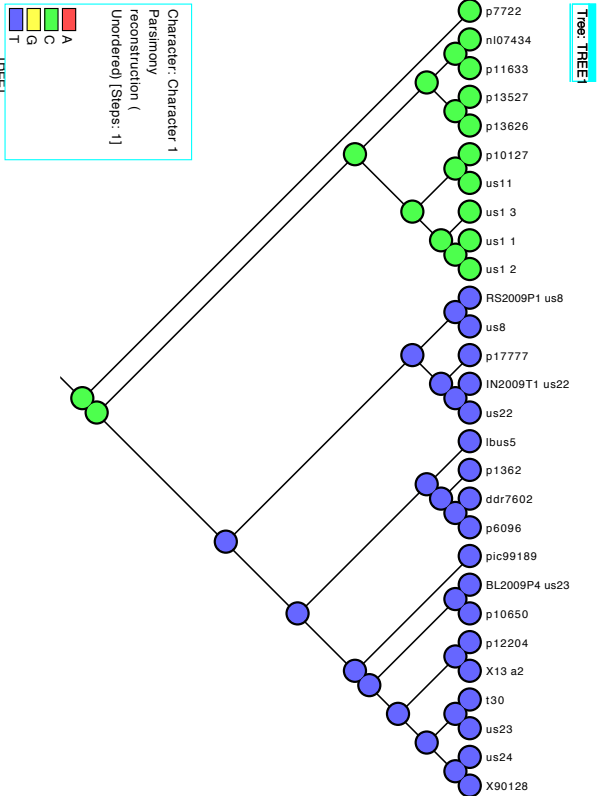 Tree: TREE1
Character: Character 1
Parsimony
reconstruction (
Unordered) [Steps: 1]
A
C
G
T
p7722
nl07434
p11633
p13527
p13626
p10127
us11
us1 3
us1 1
us1 2
RS2009P1 us8
us8
p17777
IN2009T1 us22
us22
lbus5
p1362
ddr7602
p6096
pic99189
BL2009P4 us23
p10650
p12204
X13 a2
t30
us23
us24
X90128